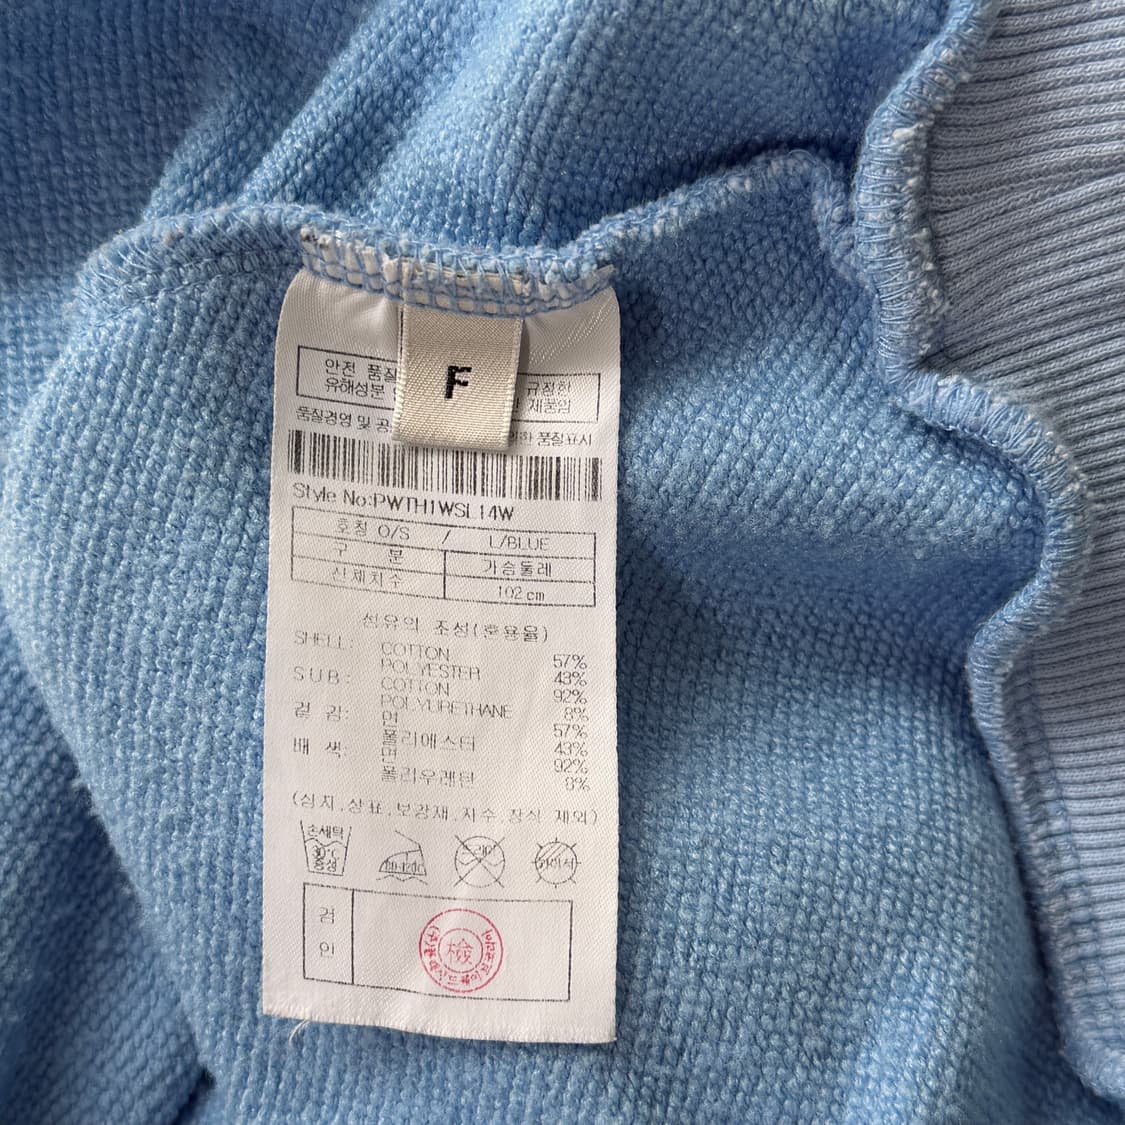 안전 품질
규정한
유해성분
제품임
F
품질경영 및 공
품질표시
Style No:PWTH1WSL14W
호칭 O/S / L/BLUE
구 분 가슴둘레
신체치수 102 cm
섬유의 조성(혼용율)
SHELL: COTTON 57%
POLYESTER 43%
SUB: COTTON 92%
POLYURETHANE 8%
겉 감: 면 57%
폴리에스터 43%
배 색: 면 92%
폴리우레탄 8%
(심지,상표,보강재,자수,장식 제외)
손세탁
30℃
중성
드라이
검
인
檢